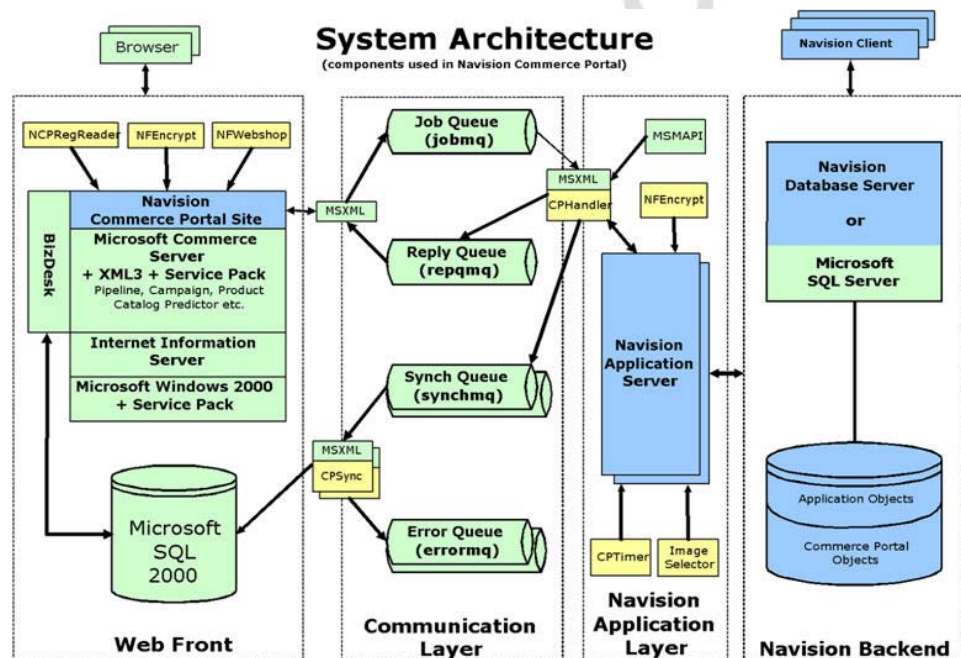 System Architecture
(components used in Navision Commerce Portal)
Browser
Navision Client
NCPRegReader
NFEncrypt
NFWebshop
BizDesk
Navision
Commerce Portal Site
Microsoft Commerce
Server
+ XML3 + Service Pack
Pipeline, Campaign, Product
Catalog Predictor etc.
Internet Information
Server
Microsoft Windows 2000
+ Service Pack
Microsoft
SQL
2000
Web Front
MSXML
Job Queue
(jobmq)
Reply Queue
(repqmq)
Synch Queue
(synchmq)
MSXML
CPSync
Error Queue
(errormq)
Communication
Layer
MSXML
CPHandler
MSMAPI
NFEncrypt
Navision
Application
Server
CPTimer
Image
Selector
Navision
Application
Layer
Navision
Database Server
or
Microsoft
SQL Server
Application Objects
Commerce Portal
Objects
Navision Backend